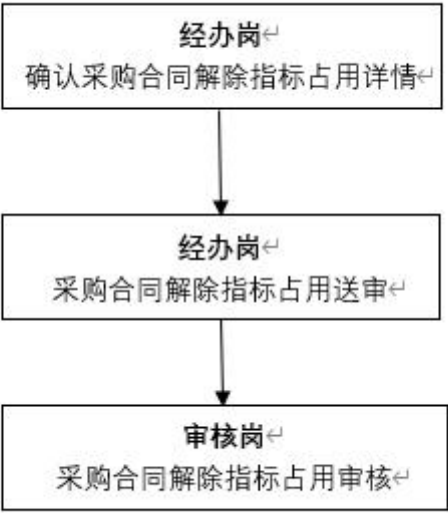 经办岗
确认采购合同解除指标占用详情
经办岗
采购合同解除指标占用送审
审核岗
采购合同解除指标占用审核